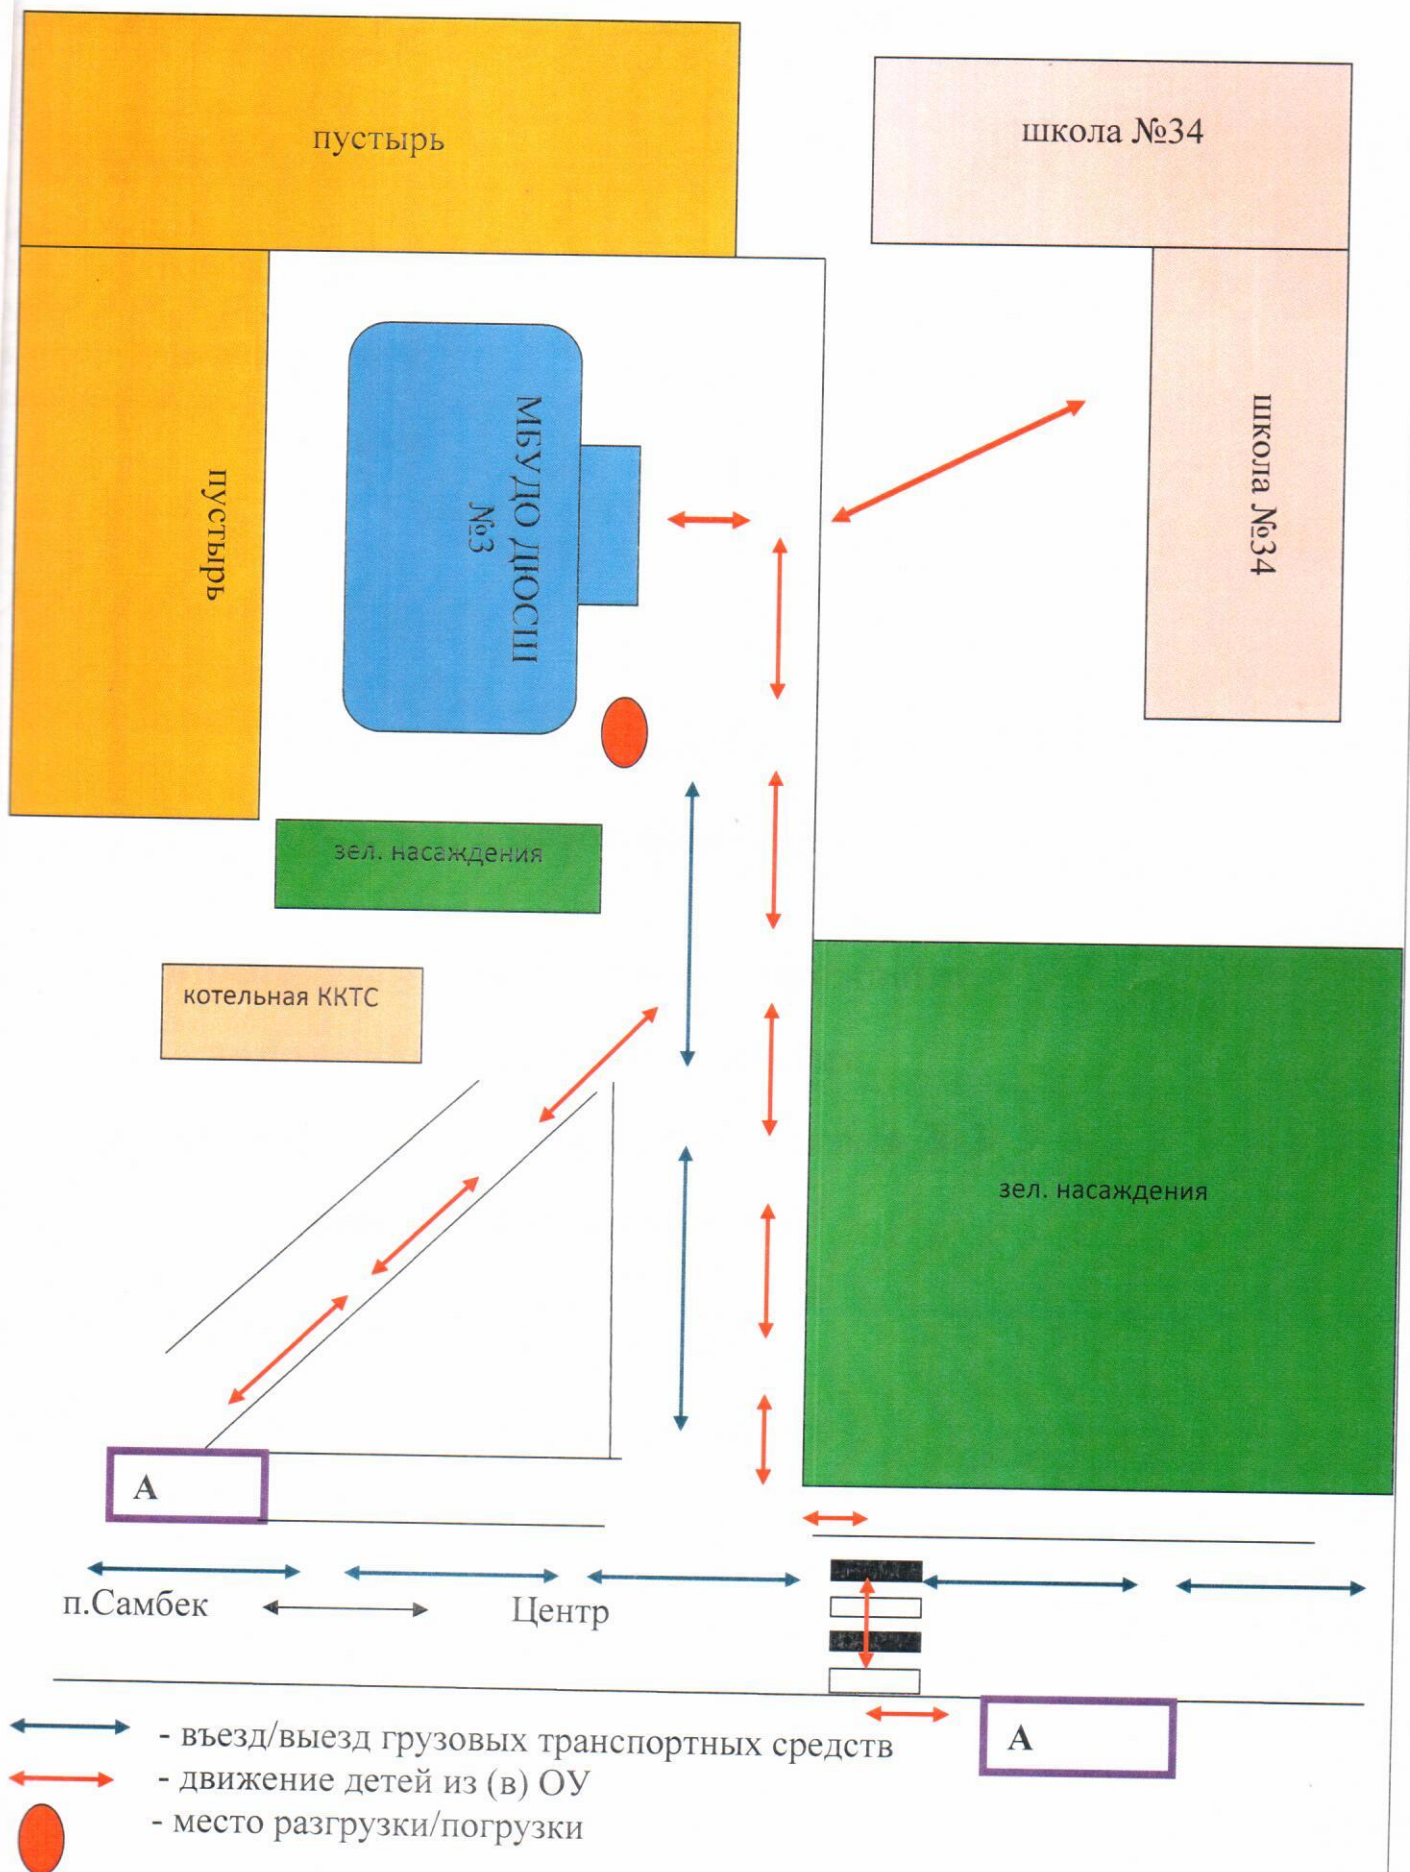 пустырь
школа №34
МБУДО ДЮСШ
№3
пустырь
школа №34
зел. насаждения
котельная ККТС
зел. насаждения
А
п.Самбек
Центр
А
- въезд/выезд грузовых транспортных средств
- движение детей из (в) ОУ
- место разгрузки/погрузки